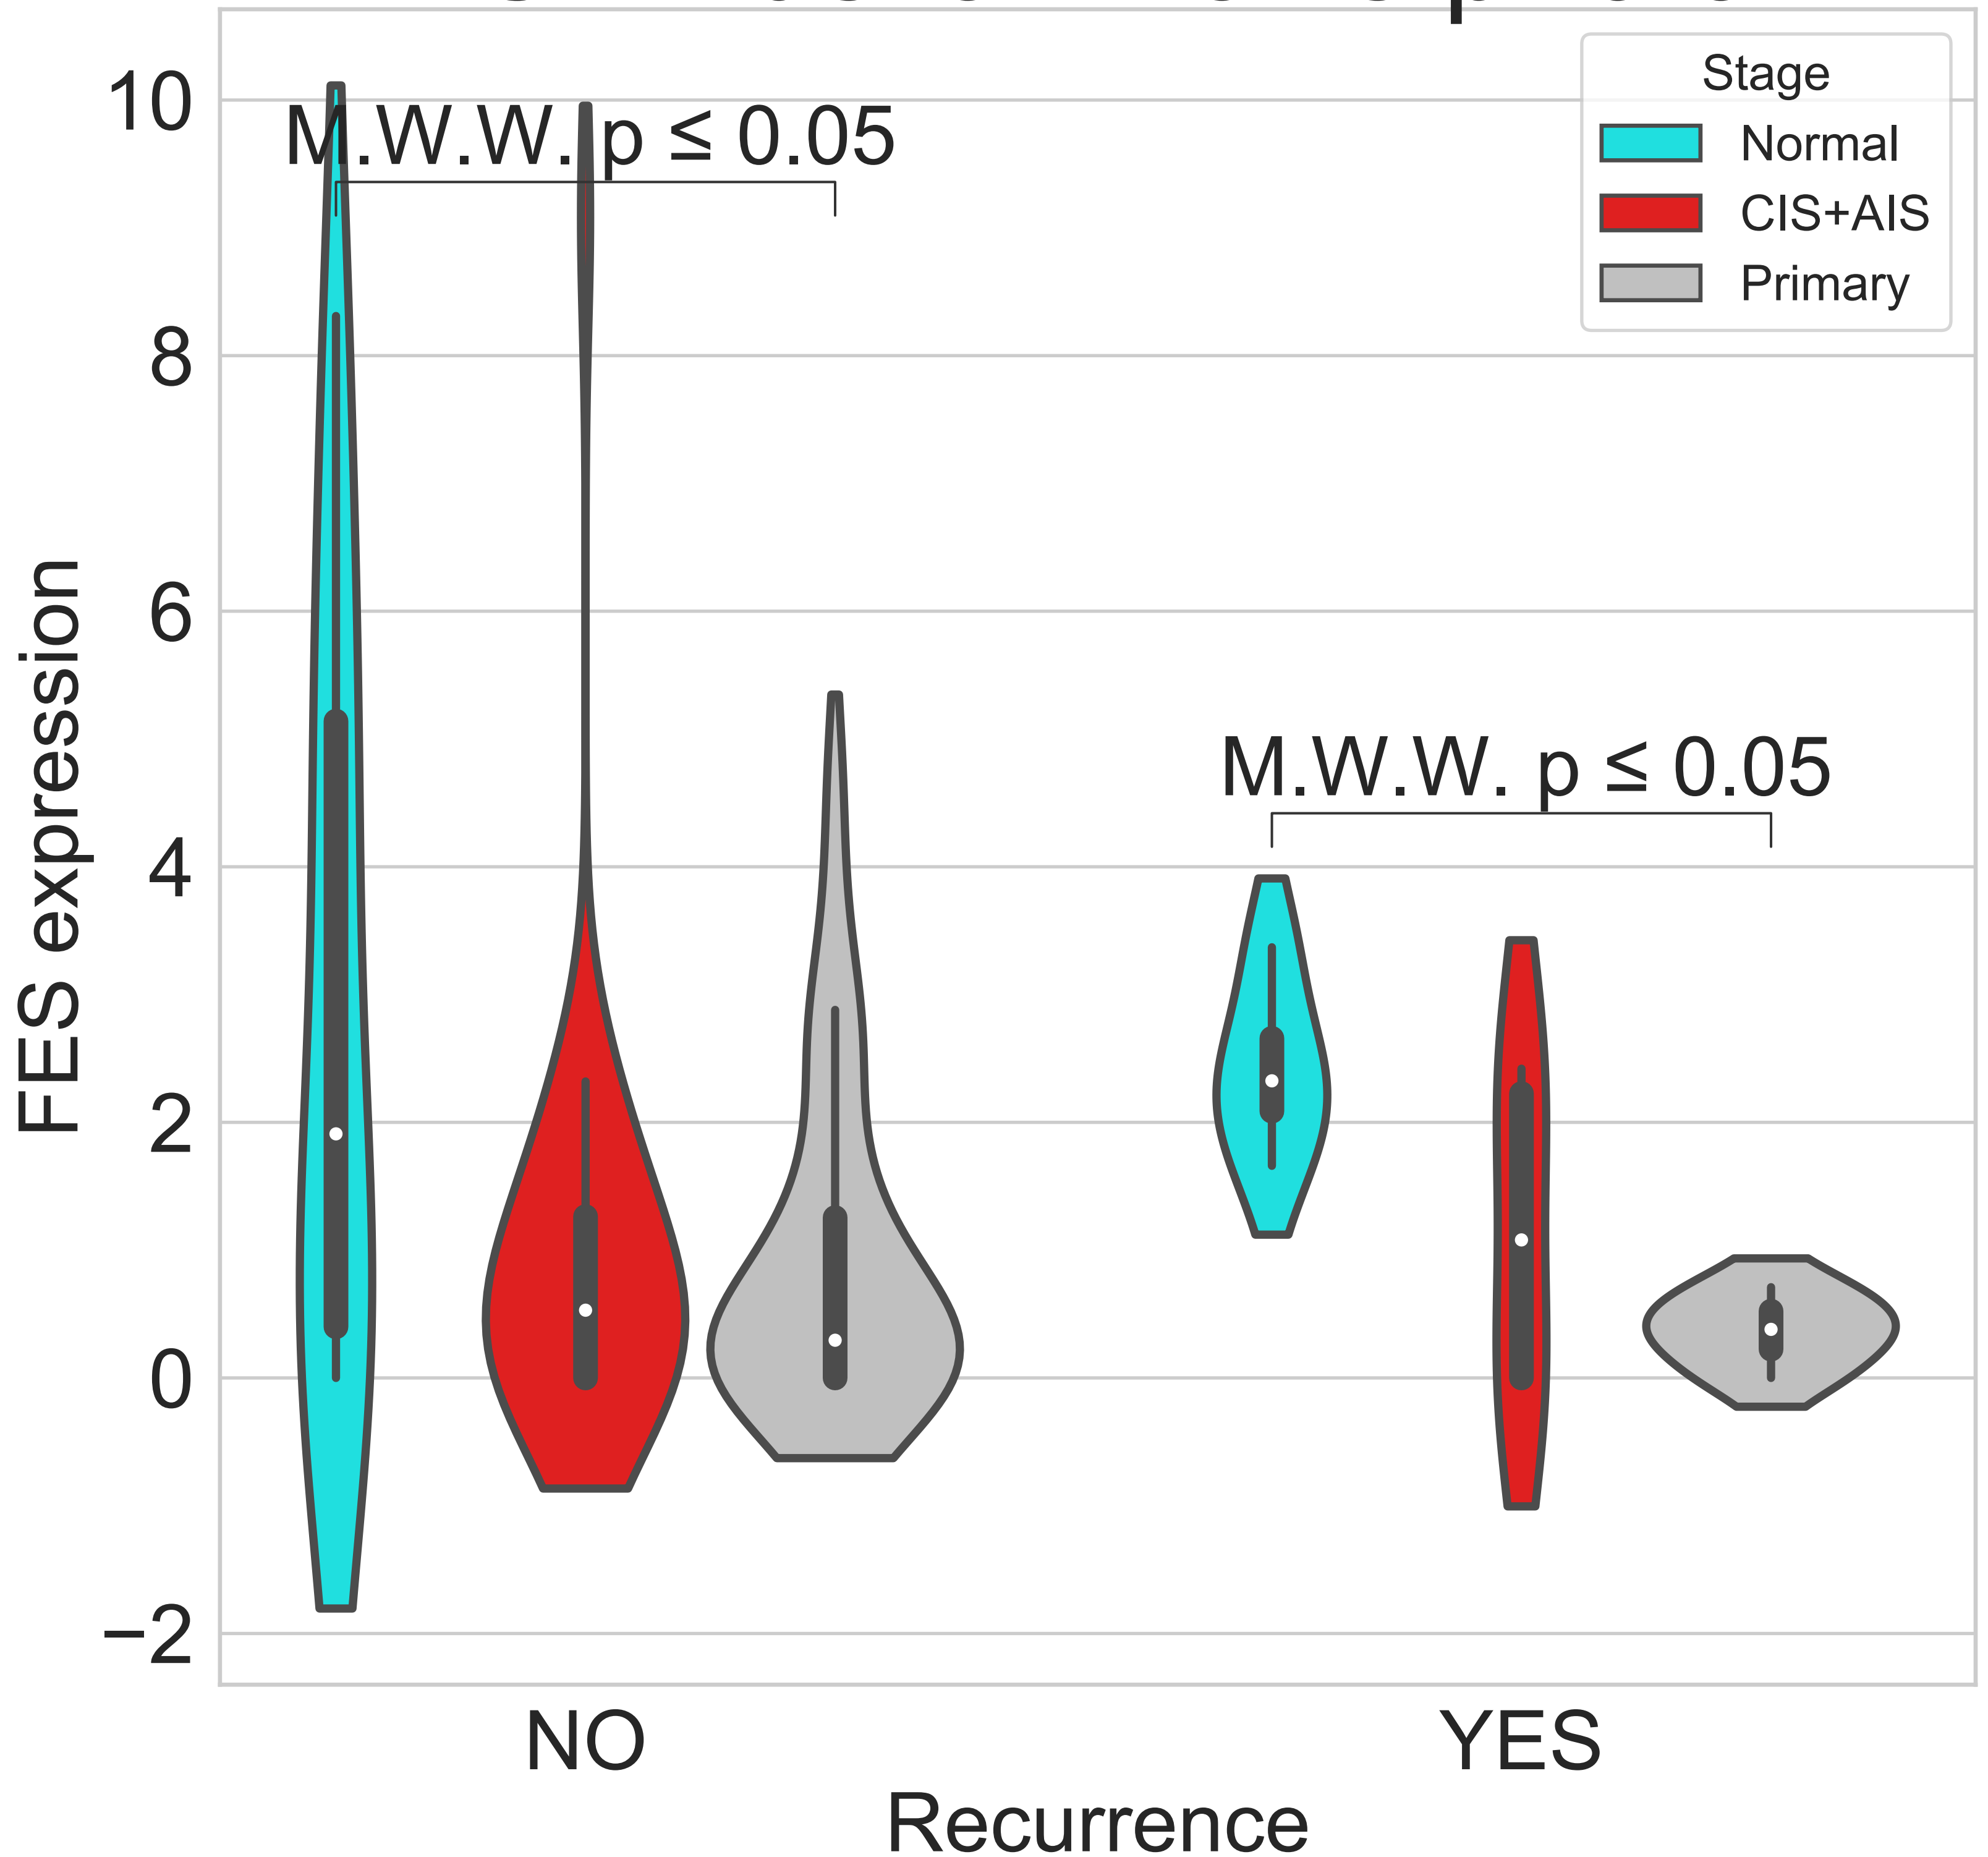 10
8
6
4
2
0
−2
FES expression
M.W.W. p ≤ 0.05
M.W.W. p ≤ 0.05
Stage
Normal
CIS+AIS
Primary
NO
YES
Recurrence